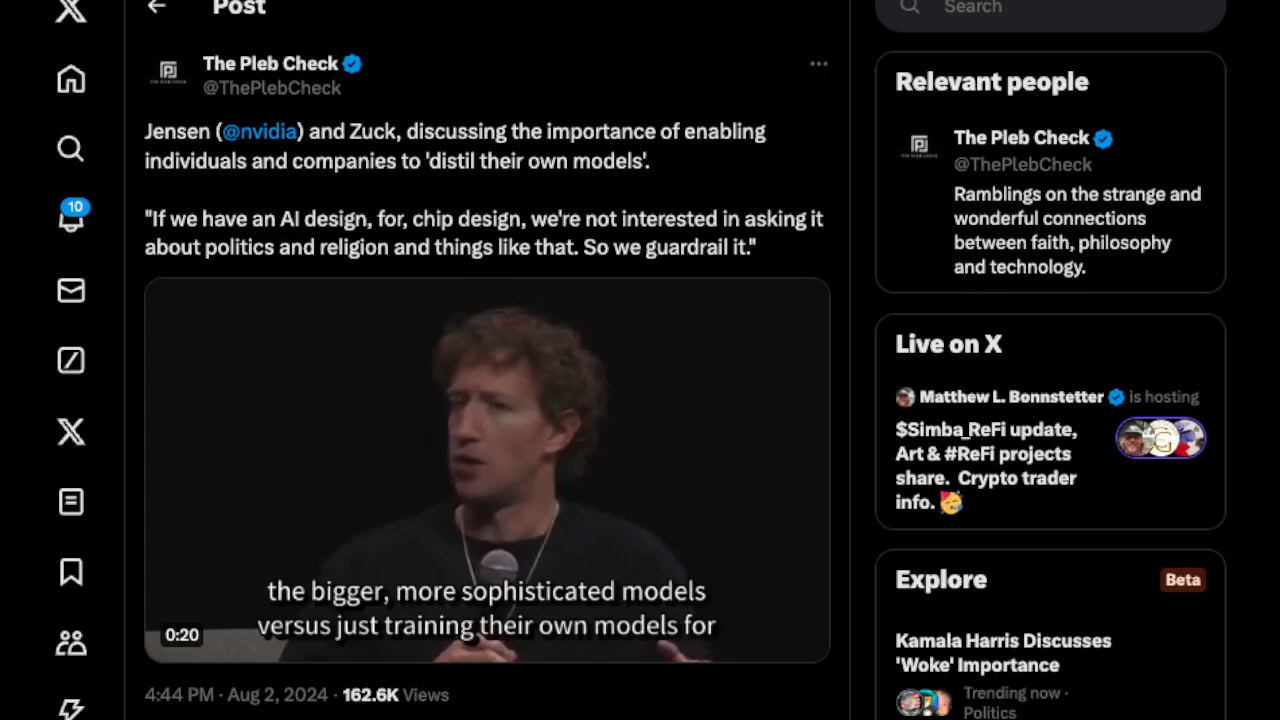 Post
Search
The Pleb Check
@ThePlebCheck
Jensen (@nvidia) and Zuck, discussing the importance of enabling
individuals and companies to 'distil their own models'.
"If we have an AI design, for, chip design, we're not interested in asking it
about politics and religion and things like that. So we guardrail it."
the bigger, more sophisticated models
versus just training their own models for
0:20
4:44 PM · Aug 2, 2024 · 162.6K Views
10
Relevant people
The Pleb Check
@ThePlebCheck
Ramblings on the strange and
wonderful connections
between faith, philosophy
and technology.
Live on X
Matthew L. Bonnstetter is hosting
$Simba_ReFi update,
Art & #ReFi projects
share. Crypto trader
info. 🥳
Explore
Beta
Kamala Harris Discusses
'Woke' Importance
Trending now ·
Politics